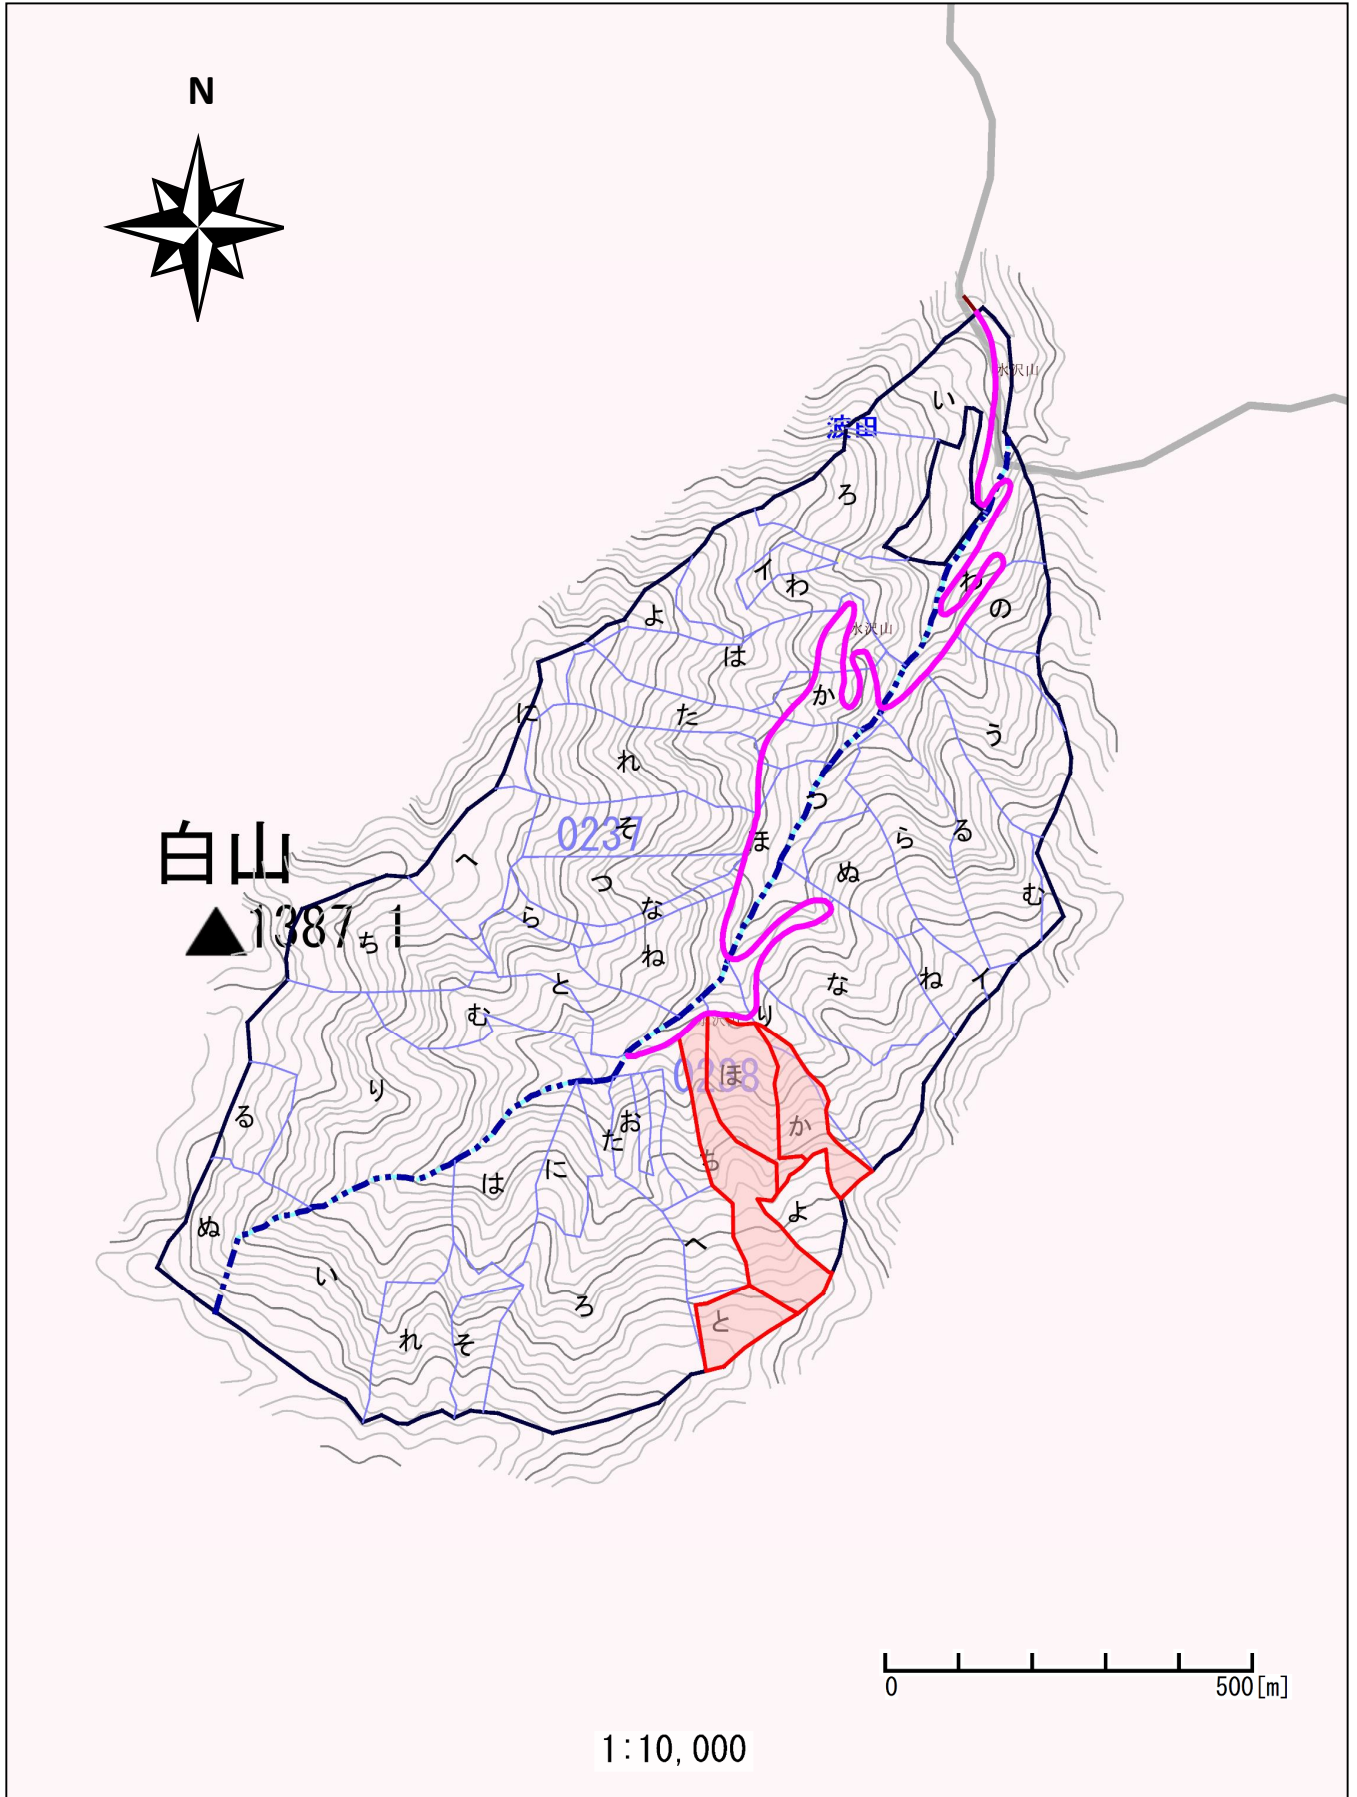 N
水沢山
い
波田
ろ
イ
わ
わ
の
よ
水沢山
は
か
に
た
う
れ
つ
0237
そ
ほ
ら
る
白山
へ
ぬ
つ
な
む
1387.1
ち
ら
ね
と
な
ね
イ
む
り
0238
ほ
り
る
お
た
か
ち
に
は
ぬ
よ
へ
い
ろ
と
れ
そ
0
500[m]
1:10,000